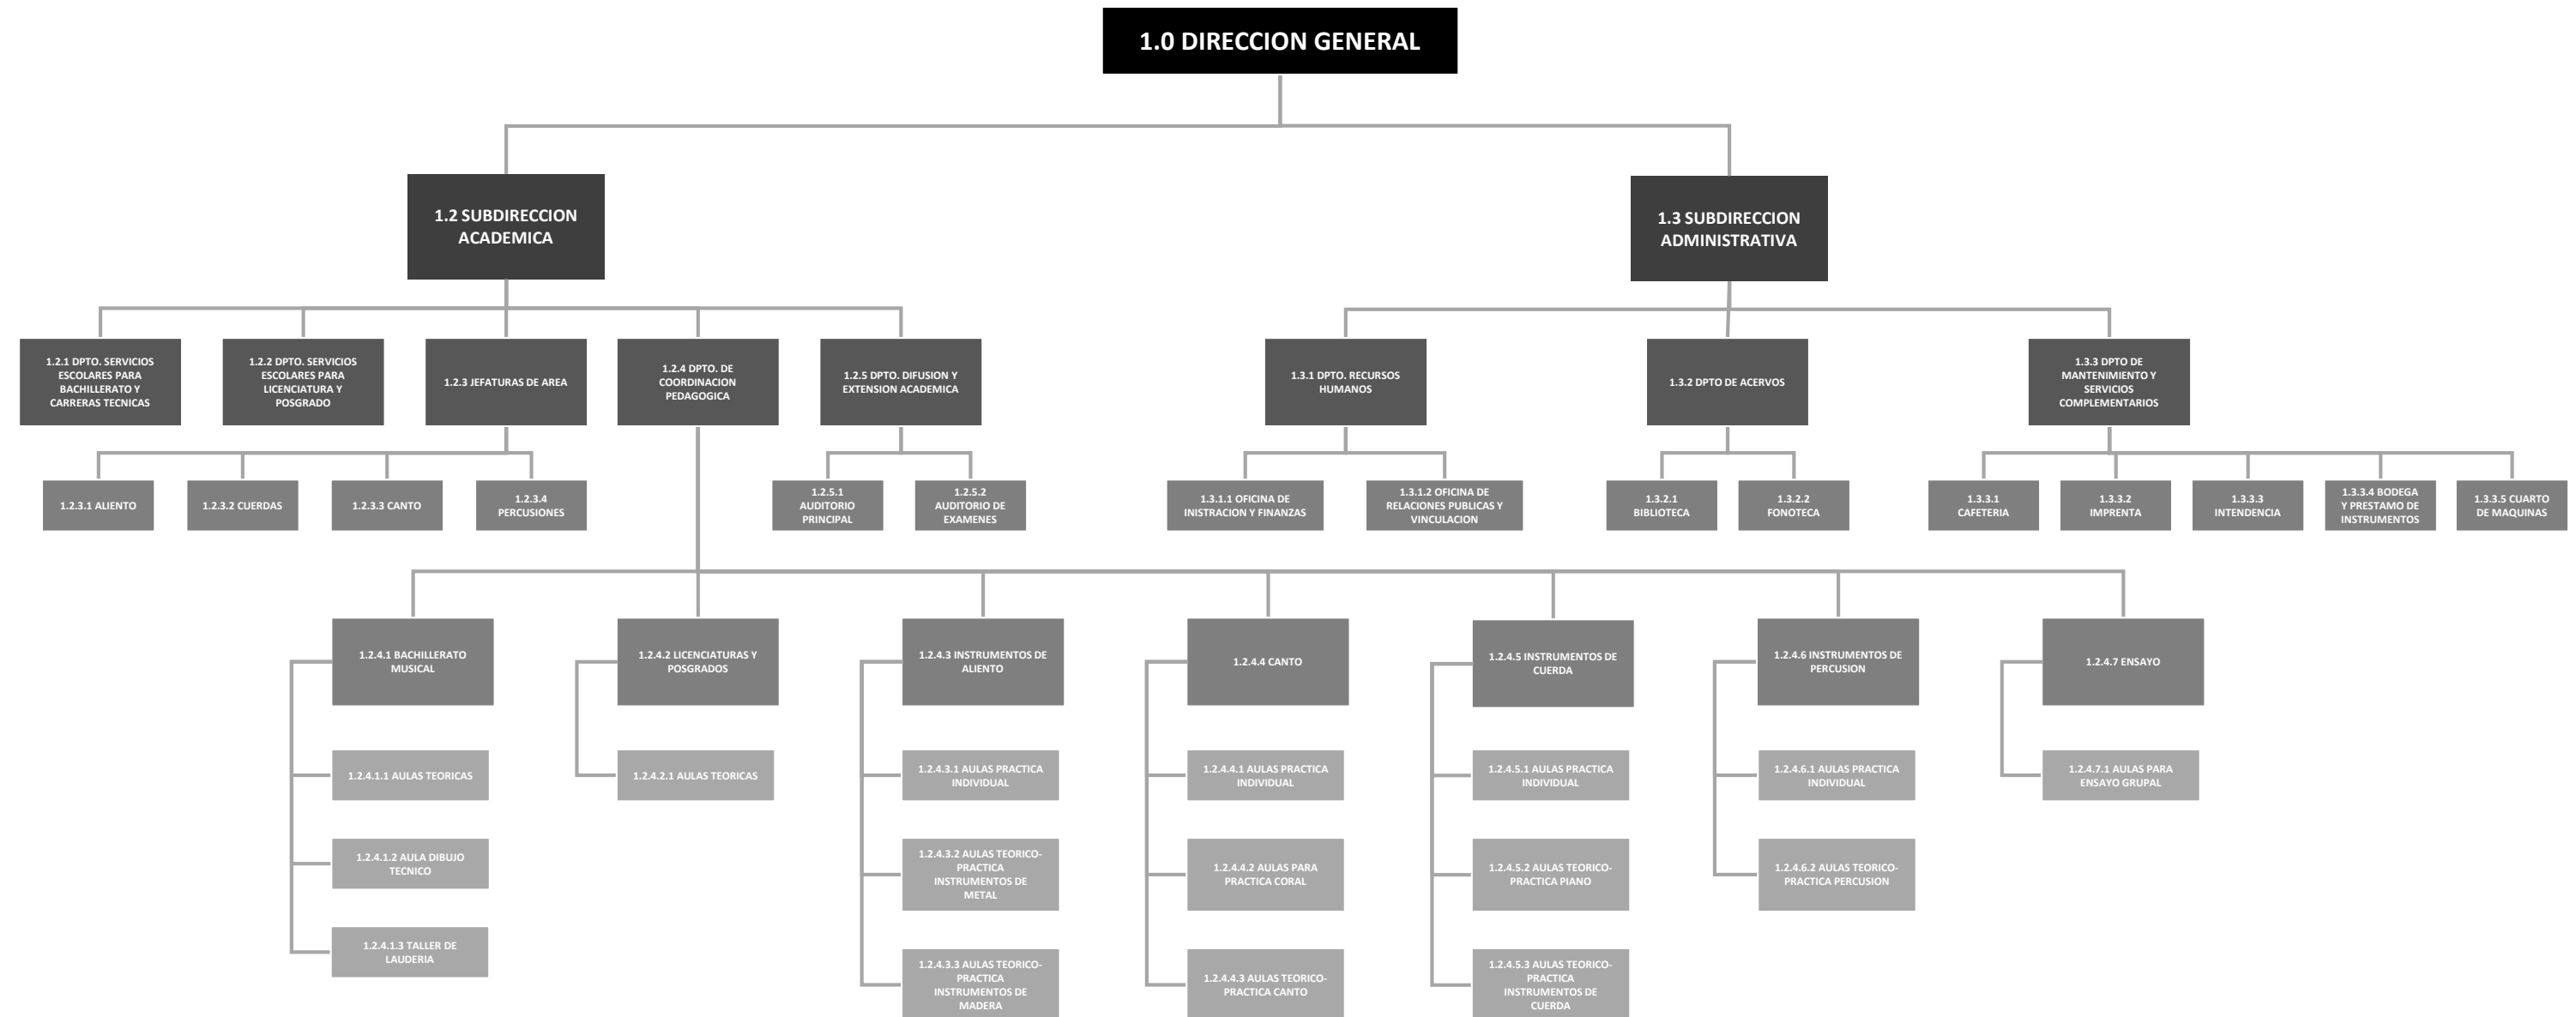 1.0 DIRECCION GENERAL
1.2 SUBDIRECCION
ACADEMICA
1.3 SUBDIRECCION
ADMINISTRATIVA
1.2.1 DPTO. SERVICIOS
ESCOLARES PARA
BACHILLERATO Y
CARRERAS TECNICAS
1.2.2 DPTO. SERVICIOS
ESCOLARES PARA
LICENCIATURA Y
POSGRADO
1.2.3 JEFATURAS DE AREA
1.2.4 DPTO. DE
COORDINACION
PEDAGOGICA
1.2.5 DPTO. DIFUSION Y
EXTENSION ACADEMICA
1.3.1 DPTO. RECURSOS
HUMANOS
1.3.2 DPTO DE ACERVOS
1.3.3 DPTO DE
MANTENIMIENTO Y
SERVICIOS
COMPLEMENTARIOS
1.2.3.1 ALIENTO
1.2.3.2 CUERDAS
1.2.3.3 CANTO
1.2.3.4
PERCUSIONES
1.2.5.1
AUDITORIO
PRINCIPAL
1.2.5.2
AUDITORIO DE
EXAMENES
1.3.1.1 OFICINA DE
INISTRACION Y FINANZAS
1.3.1.2 OFICINA DE
RELACIONES PUBLICAS Y
VINCULACION
1.3.2.1
BIBLIOTECA
1.3.2.2
FONOTECA
1.3.3.1
CAFETERIA
1.3.3.2
IMPRENTA
1.3.3.3
INTENDENCIA
1.3.3.4 BODEGA
Y PRESTAMO DE
INSTRUMENTOS
1.3.3.5 CUARTO
DE MAQUINAS
1.2.4.1 BACHILLERATO
MUSICAL
1.2.4.2 LICENCIATURAS Y
POSGRADOS
1.2.4.3 INSTRUMENTOS DE
ALIENTO
1.2.4.4 CANTO
1.2.4.5 INSTRUMENTOS DE
CUERDA
1.2.4.6 INSTRUMENTOS DE
PERCUSION
1.2.4.7 ENSAYO
1.2.4.1.1 AULAS TEORICAS
1.2.4.2.1 AULAS TEORICAS
1.2.4.3.1 AULAS PRACTICA
INDIVIDUAL
1.2.4.4.1 AULAS PRACTICA
INDIVIDUAL
1.2.4.5.1 AULAS PRACTICA
INDIVIDUAL
1.2.4.6.1 AULAS PRACTICA
INDIVIDUAL
1.2.4.7.1 AULAS PARA
ENSAYO GRUPAL
1.2.4.1.2 AULA DIBUJO
TECNICO
1.2.4.3.2 AULAS TEORICO-
PRACTICA
INSTRUMENTOS DE
METAL
1.2.4.4.2 AULAS PARA
PRACTICA CORAL
1.2.4.5.2 AULAS TEORICO-
PRACTICA PIANO
1.2.4.6.2 AULAS TEORICO-
PRACTICA PERCUSION
1.2.4.1.3 TALLER DE
LAUDERIA
1.2.4.3.3 AULAS TEORICO-
PRACTICA
INSTRUMENTOS DE
MADERA
1.2.4.4.3 AULAS TEORICO-
PRACTICA CANTO
1.2.4.5.3 AULAS TEORICO-
PRACTICA
INSTRUMENTOS DE
CUERDA